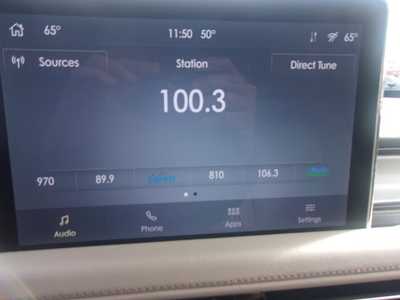 65° 11:50 50° 65°
Sources Station Direct Tune
100.3
970 89.9 810 106.3
Audio Phone Apps Settings